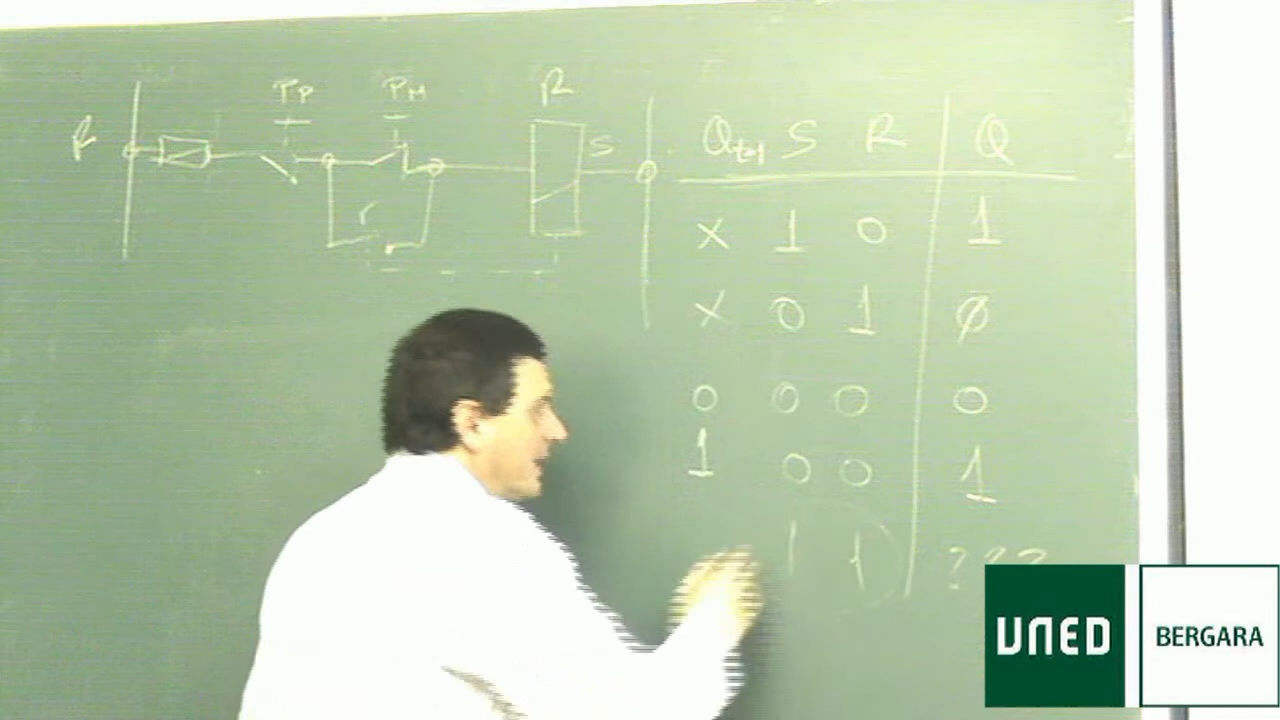 PP PM R
r
S
Qt-1 S R Q
X 1 0 1
X 0 1 Ø
0 0 0 0
1 0 0 1
1 1 ???
UNED BERGARA